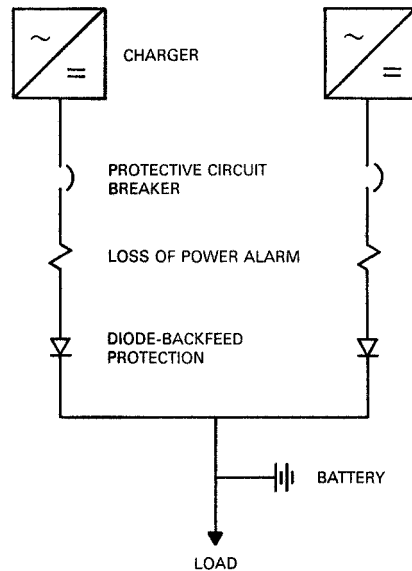 CHARGER
PROTECTIVE CIRCUIT
BREAKER
LOSS OF POWER ALARM
DIODE-BACKFEED
PROTECTION
BATTERY
LOAD